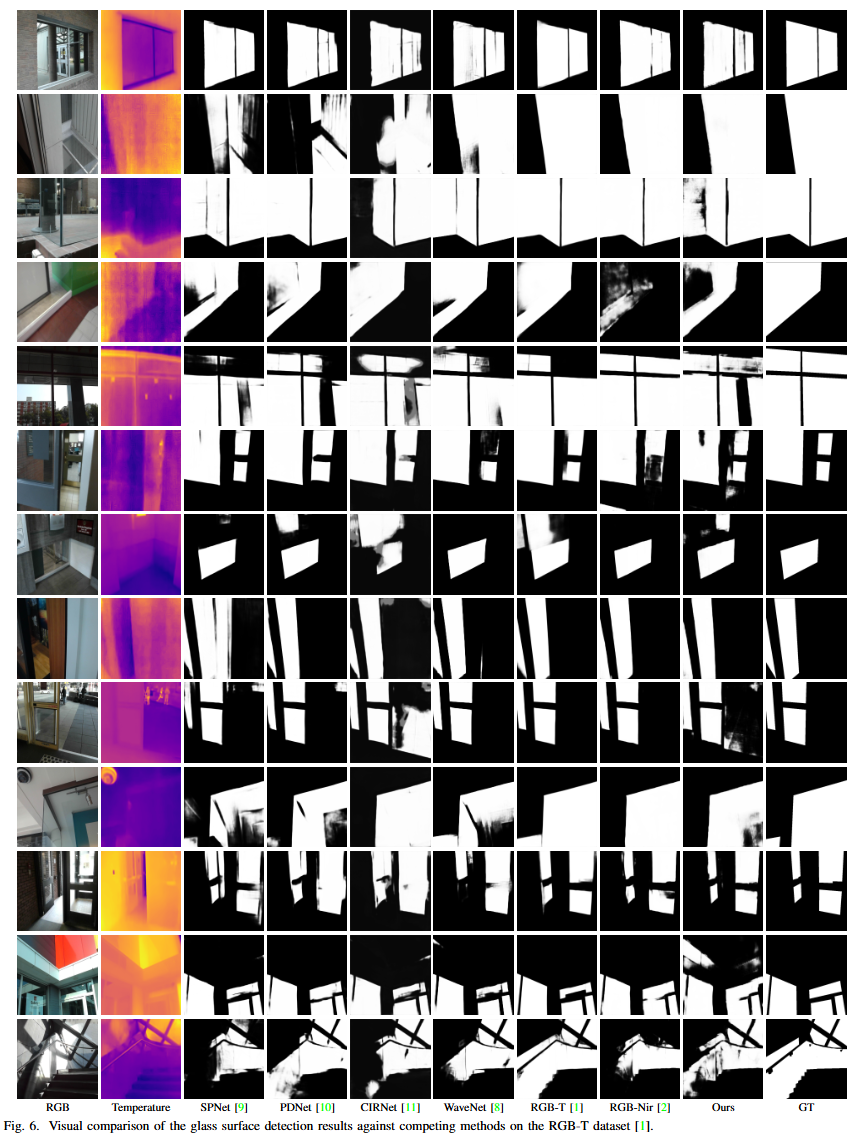 RGB Temperature SPNet [9] PDNet [10] CIRNet [11] WaveNet [8] RGB-T [1] RGB-Nir [2] Ours GT
Fig. 6. Visual comparison of the glass surface detection results against competing methods on the RGB-T dataset [1].